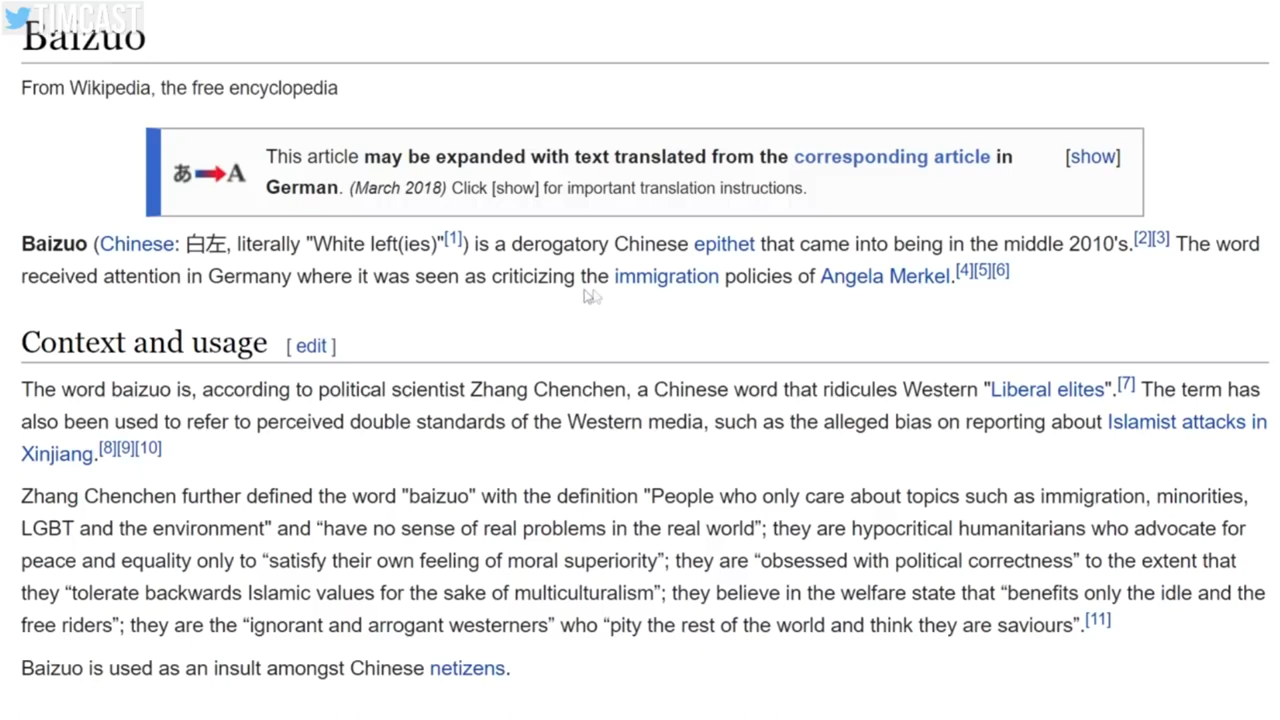 TIMCAST
Baizuo
From Wikipedia, the free encyclopedia
This article may be expanded with text translated from the corresponding article in [show]
German. (March 2018) Click [show] for important translation instructions.
あ A
Baizuo (Chinese: 白左, literally "White left(ies)"[1]) is a derogatory Chinese epithet that came into being in the middle 2010's.[2][3] The word
received attention in Germany where it was seen as criticizing the immigration policies of Angela Merkel.[4][5][6]
Context and usage [ edit ]
The word baizuo is, according to political scientist Zhang Chenchen, a Chinese word that ridicules Western "Liberal elites".[7] The term has
also been used to refer to perceived double standards of the Western media, such as the alleged bias on reporting about Islamist attacks in
Xinjiang.[8][9][10]
Zhang Chenchen further defined the word "baizuo" with the definition "People who only care about topics such as immigration, minorities,
LGBT and the environment" and “have no sense of real problems in the real world”; they are hypocritical humanitarians who advocate for
peace and equality only to “satisfy their own feeling of moral superiority”; they are “obsessed with political correctness” to the extent that
they “tolerate backwards Islamic values for the sake of multiculturalism”; they believe in the welfare state that “benefits only the idle and the
free riders”; they are the “ignorant and arrogant westerners” who “pity the rest of the world and think they are saviours”.[11]
Baizuo is used as an insult amongst Chinese netizens.